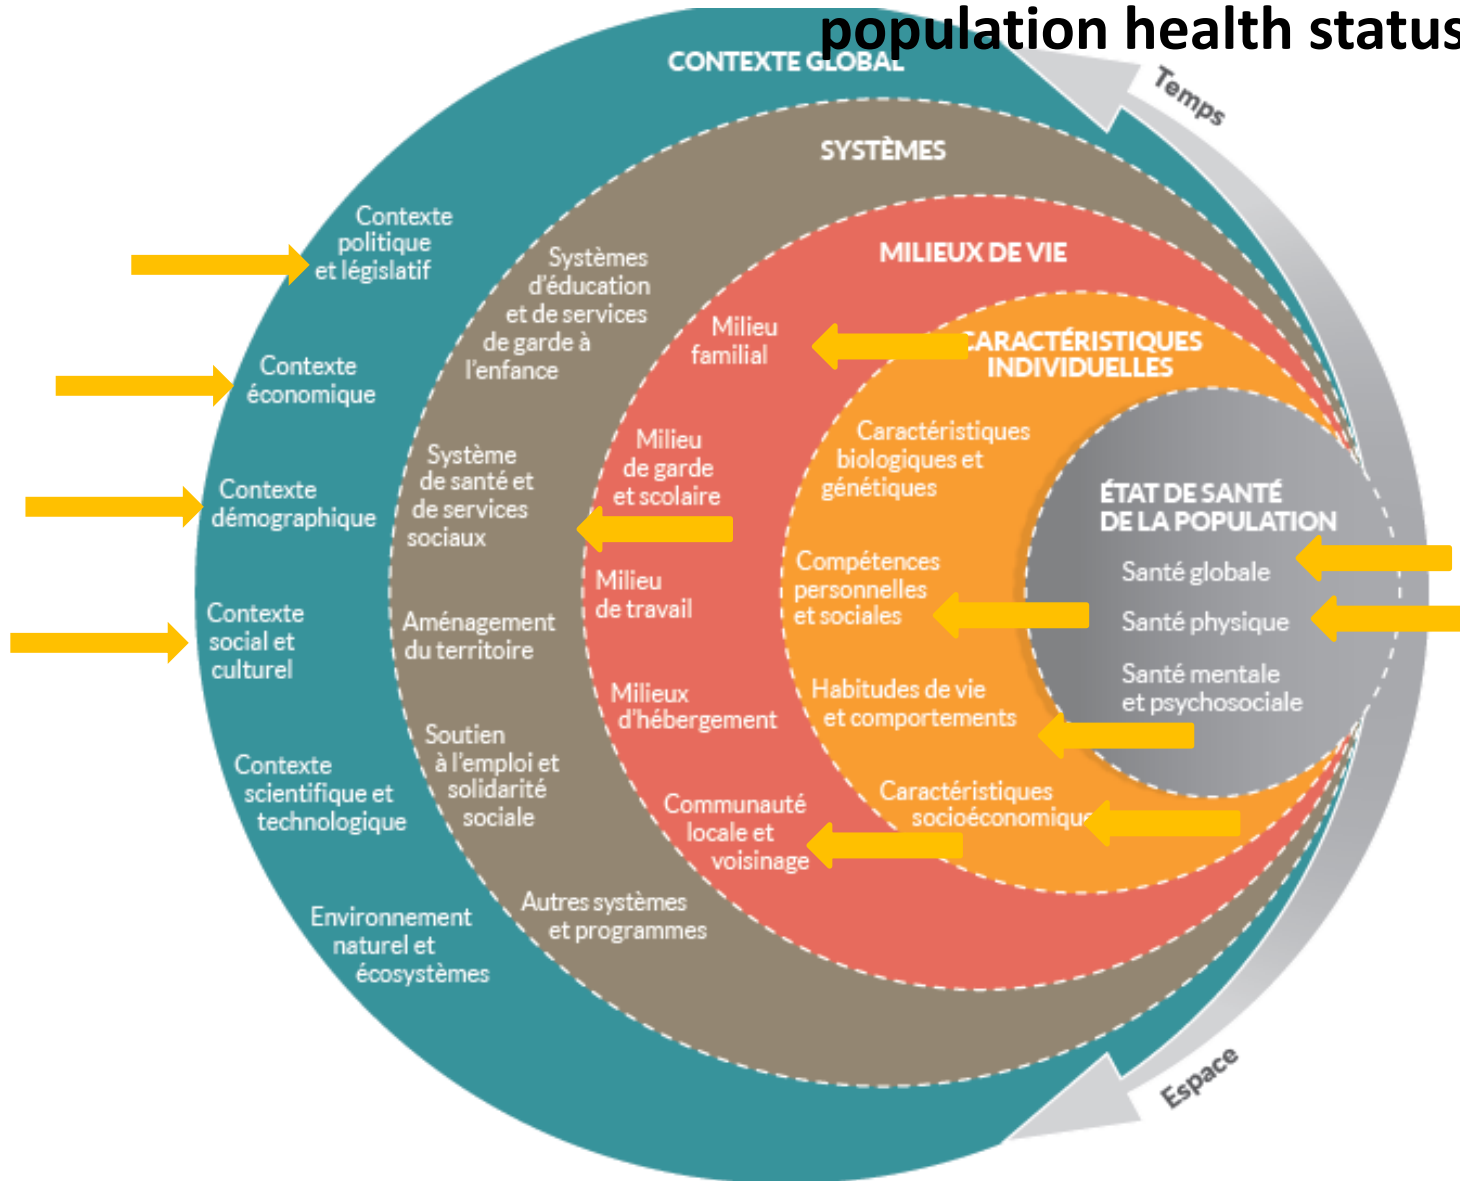 population health status
CONTEXTE GLOBAL
Temps
SYSTÈMES
MILIEUX DE VIE
CARACTÉRISTIQUES
INDIVIDUELLES
ÉTAT DE SANTÉ
DE LA POPULATION
Santé globale
Santé physique
Santé mentale
et psychosociale
Contexte
politique
et législatif
Contexte
économique
Contexte
démographique
Contexte
social et
culturel
Contexte
scientifique et
technologique
Environnement
naturel et
écosystèmes
Systèmes
d'éducation
et de services
de garde à
l'enfance
Système
de santé et
de services
sociaux
Aménagement
du territoire
Soutien
à l'emploi et
solidarité
sociale
Autres systèmes
et programmes
Milieu
familial
Milieu
de garde
et scolaire
Milieu
de travail
Milieux
d'hébergement
Communauté
locale et
voisinage
Caractéristiques
biologiques et
génétiques
Compétences
personnelles
et sociales
Habitudes de vie
et comportements
Caractéristiques
socioéconomiqu
Espace